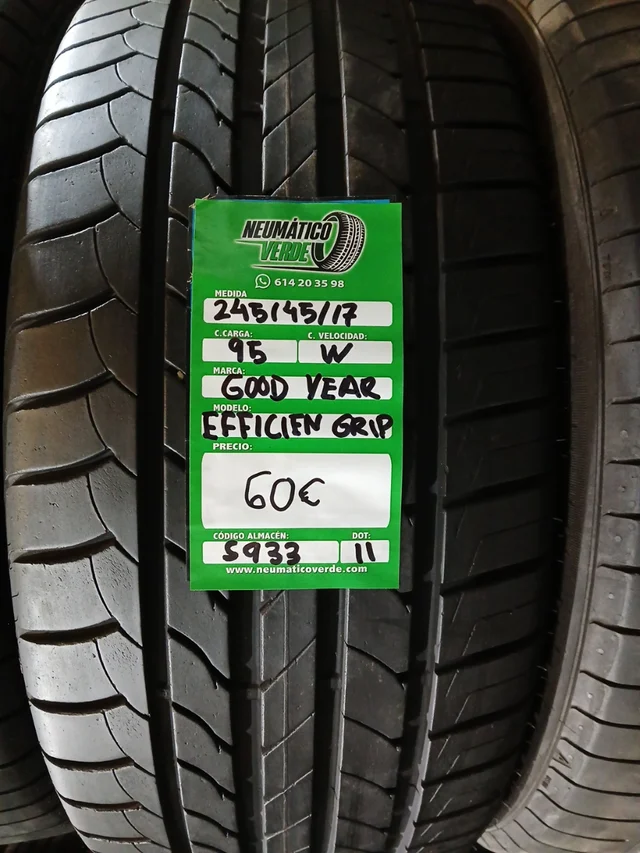 NEUMÁTICO
VERDE
614 20 35 98
MEDIDA
245/45/17
C.CARGA: C. VELOCIDAD:
95 W
MARCA:
GOOD YEAR
MODELO:
EFFICIEN GRIP
PRECIO:
60€
CÓDIGO ALMACÉN: DOT:
5933 11
www.neumaticoverde.com